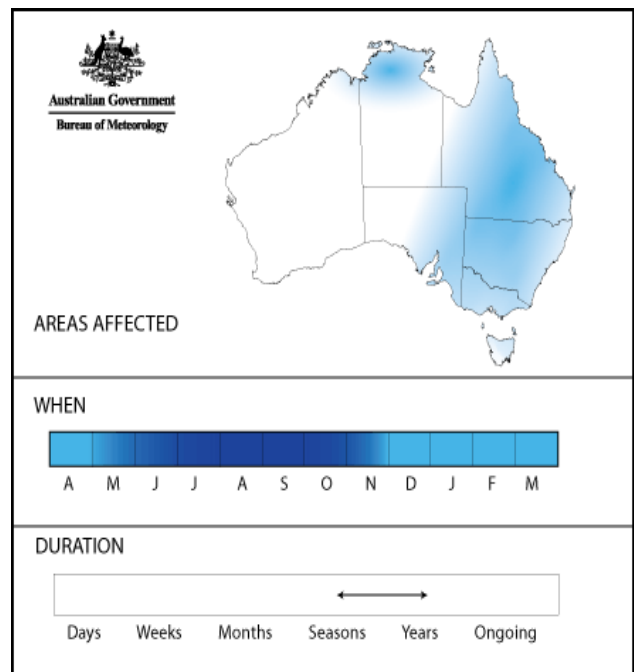 Australian Government
Bureau of Meteorology
AREAS AFFECTED
WHEN
A M J J A S O N D J F M
DURATION
Days Weeks Months Seasons Years Ongoing